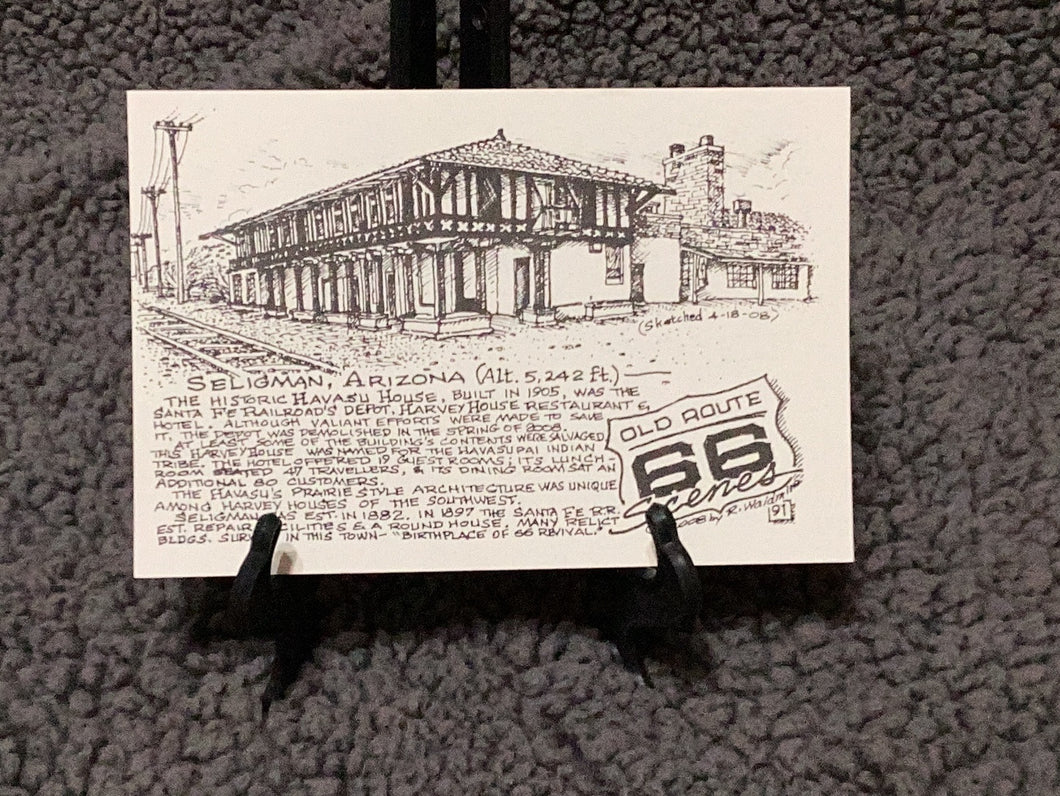 (Sketched 4-18-08)
SELIGMAN, ARIZONA (ALT. 5,242 ft.)
THE HISTORIC HAVASU HOUSE, BUILT IN 1905, WAS THE
SANTA FE RAILROAD'S DEPOT, HARVEY HOUSE RESTAURANT &
HOTEL. ALTHOUGH VALIANT EFFORTS WERE MADE TO SAVE
IT, THE DEPOT WAS DEMOLISHED IN THE SPRING OF 2008.
AT LEAST SOME OF THE BUILDING'S CONTENTS WERE SALVAGED.
THIS HARVEY HOUSE WAS NAMED FOR THE HAVASUPAI INDIAN
TRIBE. THE HOTEL OFFERED 19 GUEST ROOMS; ITS LUNCH-
ROOM SEATED 47 TRAVELLERS, & ITS DINING ROOM SAT AN
ADDITIONAL 80 CUSTOMERS.
THE HAVASU'S PRAIRIE STYLE ARCHITECTURE WAS UNIQUE
AMONG HARVEY HOUSES OF THE SOUTHWEST.
SELIGMAN AS EST. IN 1882. IN 1897 THE SANTA FE R.R.
EST. REPAIR ILITIES & A ROUND HOUSE. MANY RELICT
BLDGS. SURV IN THIS TOWN- "BIRTHPLACE OF 66 REVIVAL."
OLD ROUTE
66
Scenes
2008 by R. Waldmire
91